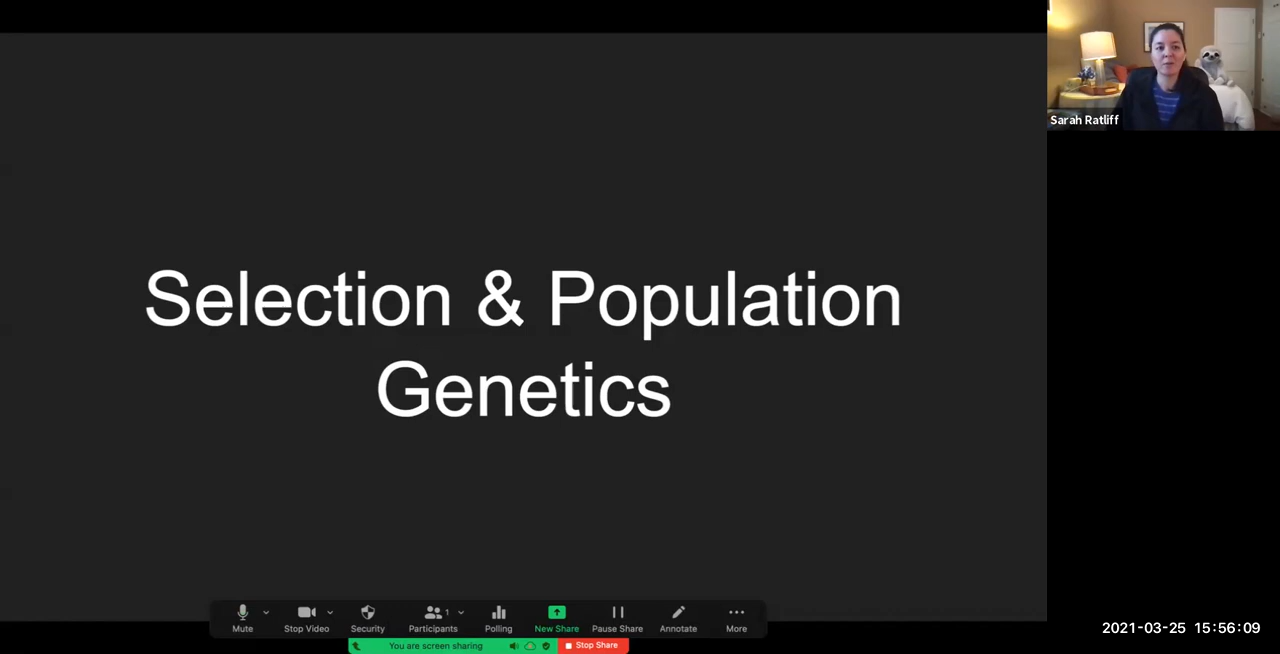 Sarah Ratliff
Selection & Population
Genetics
1
Mute
Stop Video
Security
Participants
Polling
New Share
Pause Share
Annotate
More
You are screen sharing
Stop Share
2021-03-25 15:56:09